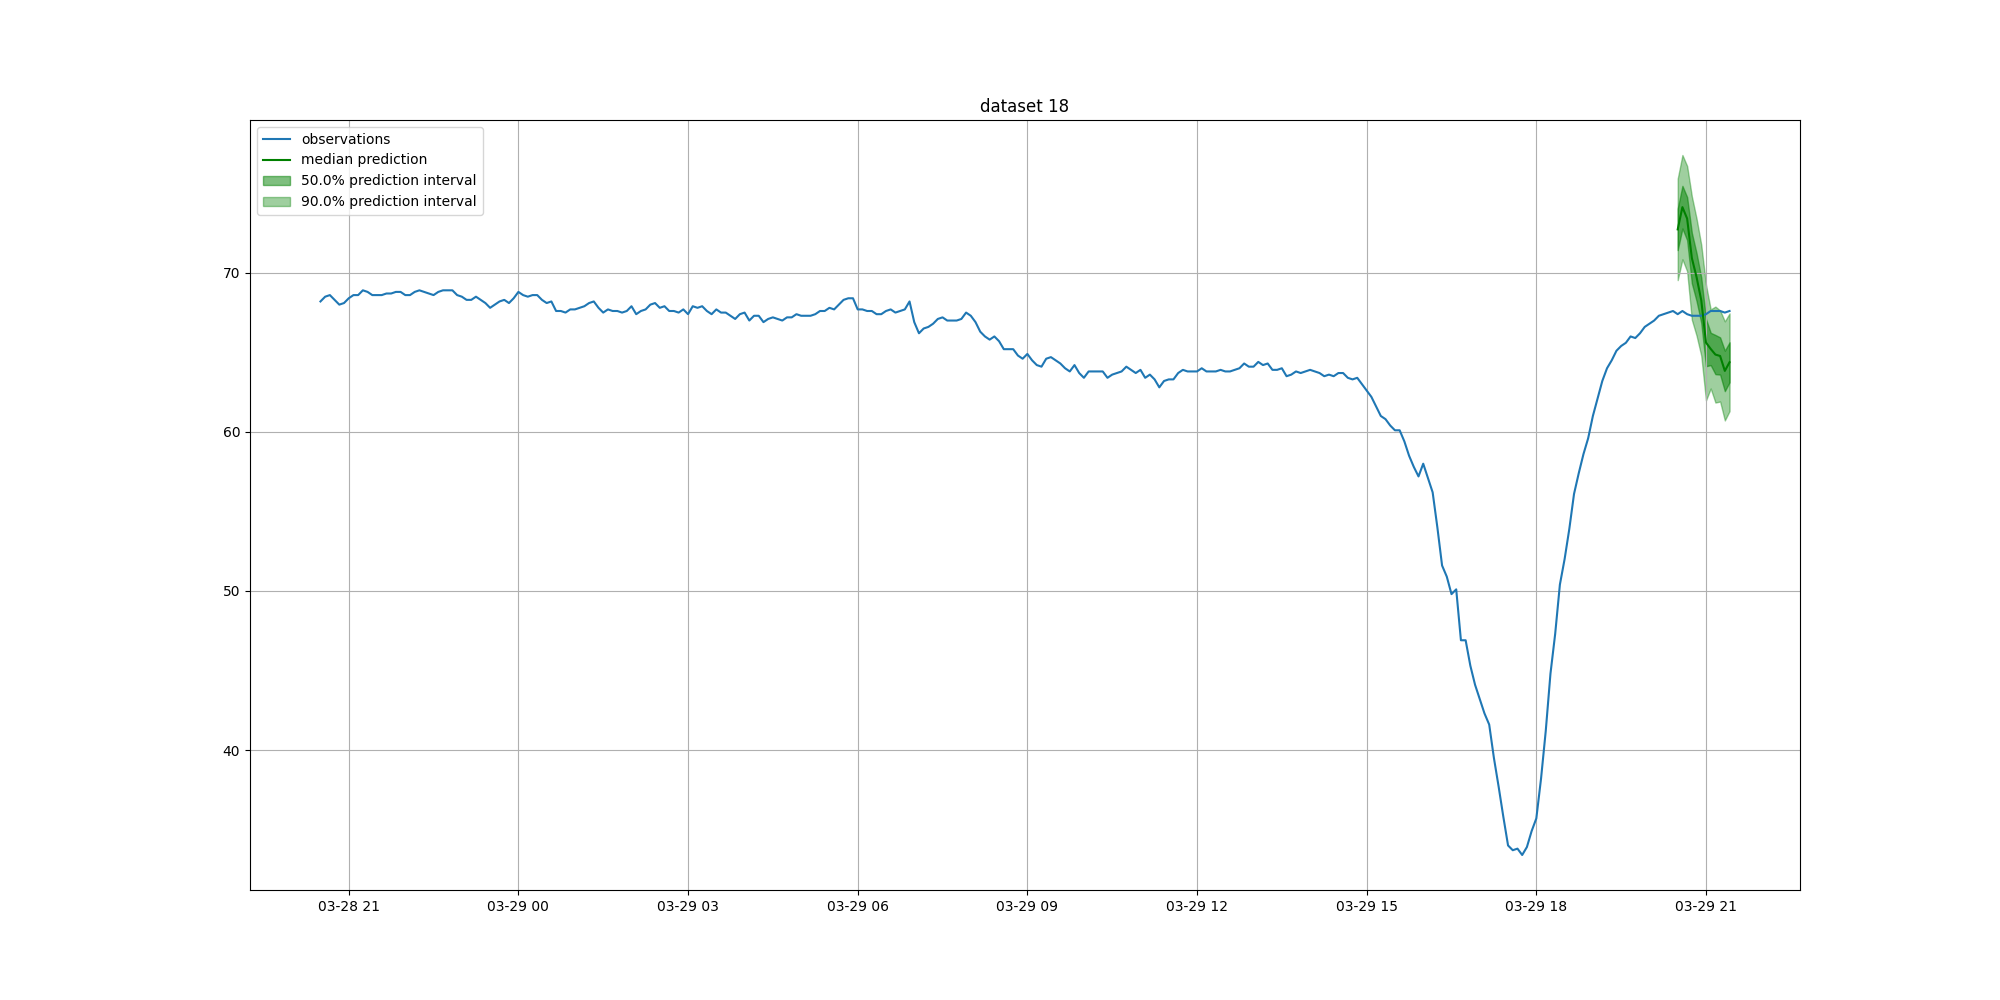 dataset 18
observations
median prediction
50.0% prediction interval
90.0% prediction interval
70
60
50
40
03-28 21
03-29 00
03-29 03
03-29 06
03-29 09
03-29 12
03-29 15
03-29 18
03-29 21